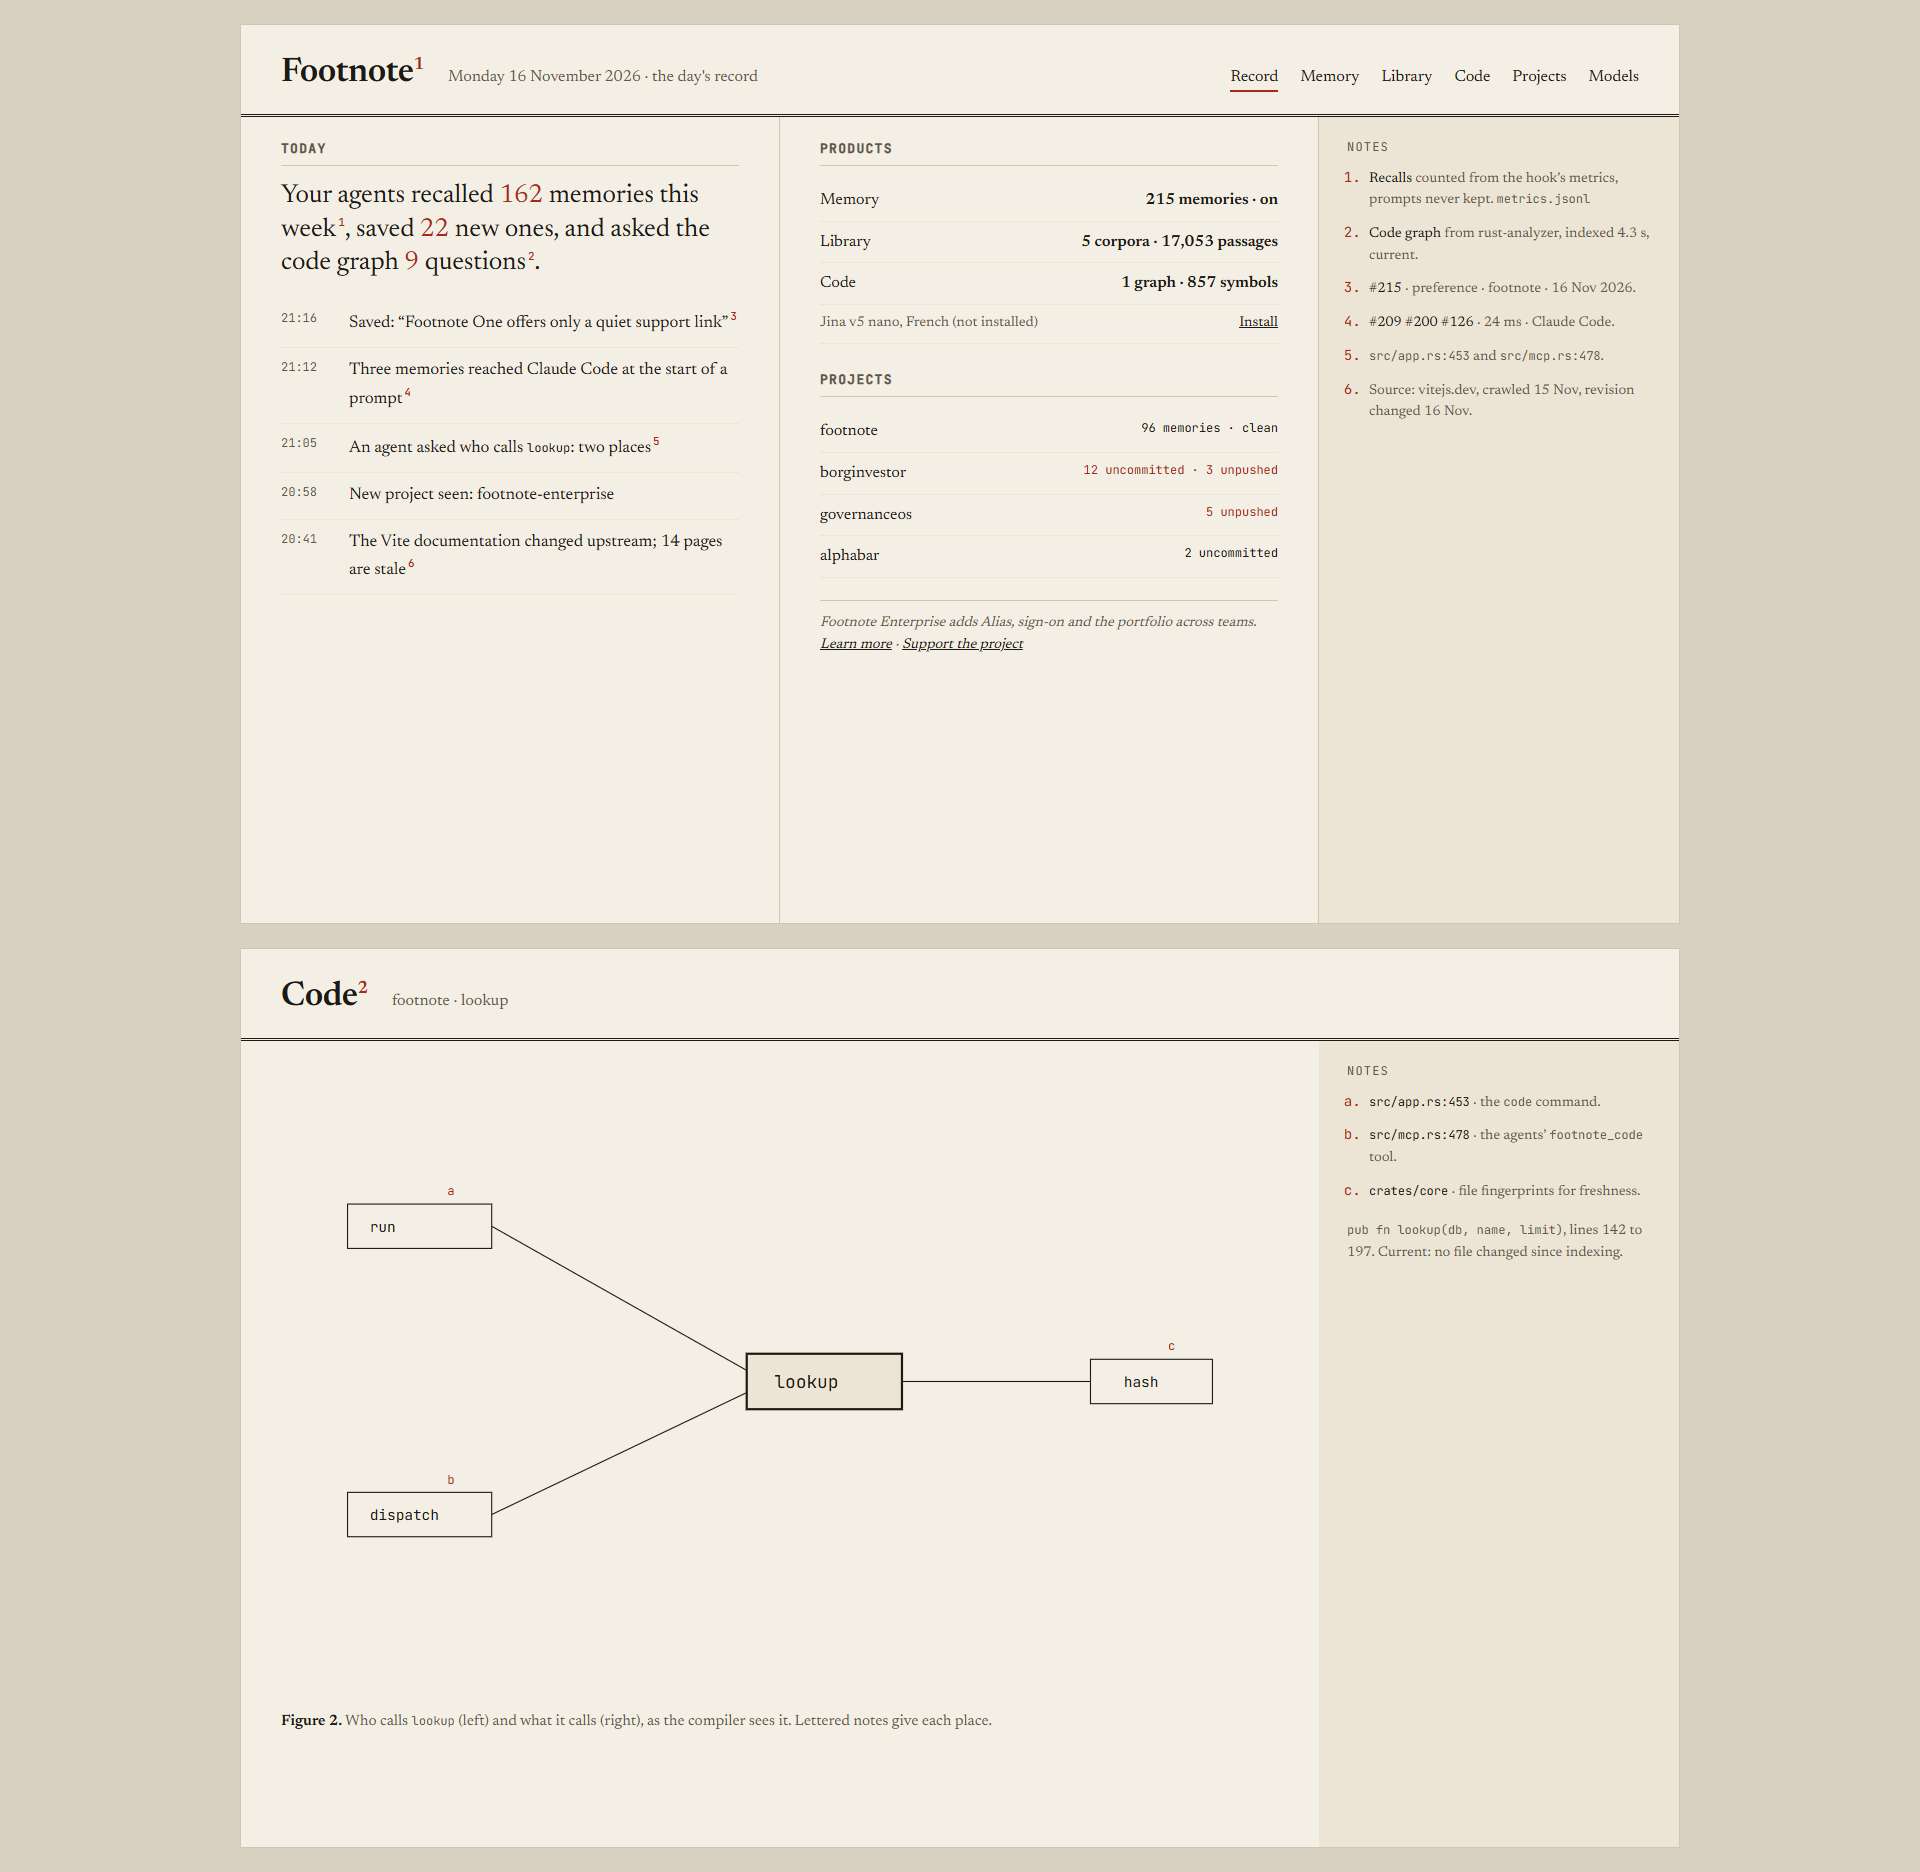 Footnote¹ Monday 16 November 2026 · the day's record
Record Memory Library Code Projects Models
TODAY
Your agents recalled 162 memories this
week¹, saved 22 new ones, and asked the
code graph 9 questions².
21:16 Saved: “Footnote One offers only a quiet support link”³
21:12 Three memories reached Claude Code at the start of a
prompt⁴
21:05 An agent asked who calls lookup: two places⁵
20:58 New project seen: footnote-enterprise
20:41 The Vite documentation changed upstream; 14 pages
are stale⁶
PRODUCTS
Memory 215 memories · on
Library 5 corpora · 17,053 passages
Code 1 graph · 857 symbols
Jina v5 nano, French (not installed) Install
PROJECTS
footnote 96 memories · clean
borginvestor 12 uncommitted · 3 unpushed
governanceos 5 unpushed
alphabar 2 uncommitted
Footnote Enterprise adds Alias, sign-on and the portfolio across teams.
Learn more · Support the project
NOTES
1. Recalls counted from the hook's metrics,
prompts never kept. metrics.jsonl
2. Code graph from rust-analyzer, indexed 4.3 s,
current.
3. #215 · preference · footnote · 16 Nov 2026.
4. #209 #200 #126 · 24 ms · Claude Code.
5. src/app.rs:453 and src/mcp.rs:478.
6. Source: vitejs.dev, crawled 15 Nov, revision
changed 16 Nov.
Code² footnote · lookup
a
run
lookup
c
hash
b
dispatch
Figure 2. Who calls lookup (left) and what it calls (right), as the compiler sees it. Lettered notes give each place.
NOTES
a. src/app.rs:453 · the code command.
b. src/mcp.rs:478 · the agents’ footnote_code
tool.
c. crates/core · file fingerprints for freshness.
pub fn lookup(db, name, limit), lines 142 to
197. Current: no file changed since indexing.